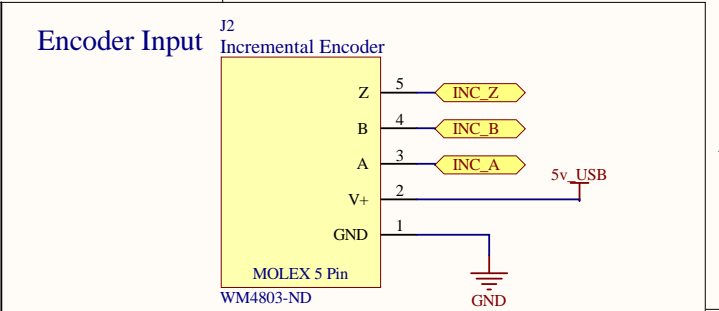 J2
Encoder Input
Incremental Encoder
Z 5 INC_Z
B 4 INC_B
A 3 INC_A
5v_USB
V+ 2
GND 1
MOLEX 5 Pin
WM4803-ND
GND